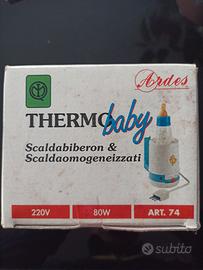 Ardes
THERMO baby
Scaldabiberon &
Scaldaomogeneizzati
220V 80W ART. 74
subito